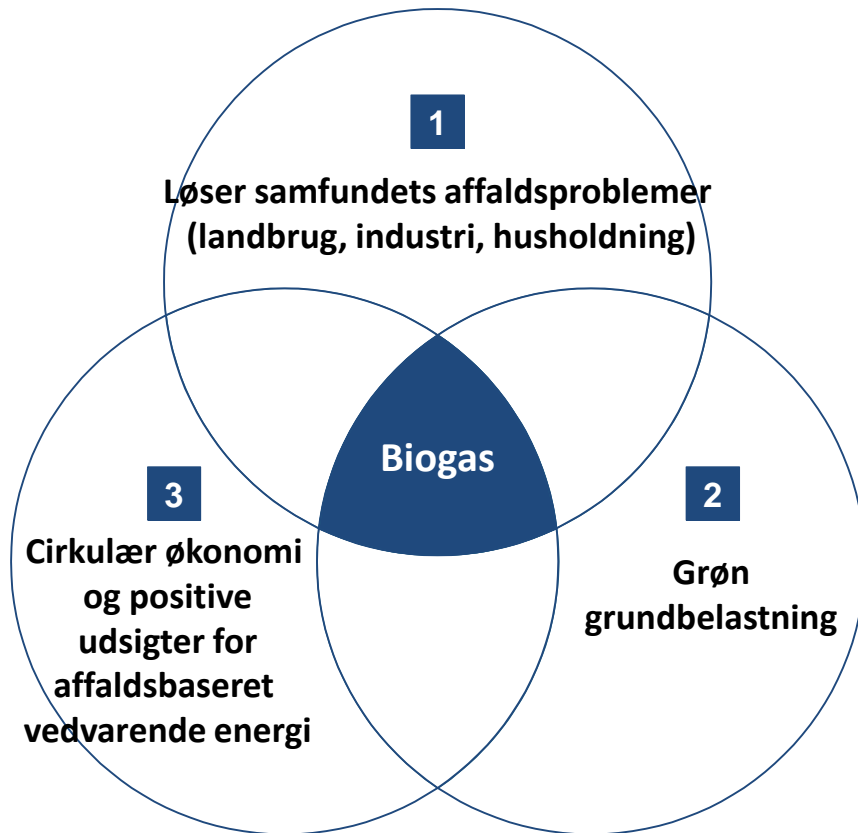 1
Løser samfundets affaldsproblemer
(landbrug, industri, husholdning)
Biogas
3
Cirkulær økonomi
og positive
udsigter for
affaldsbaseret
vedvarende energi
2
Grøn
grundbelastning